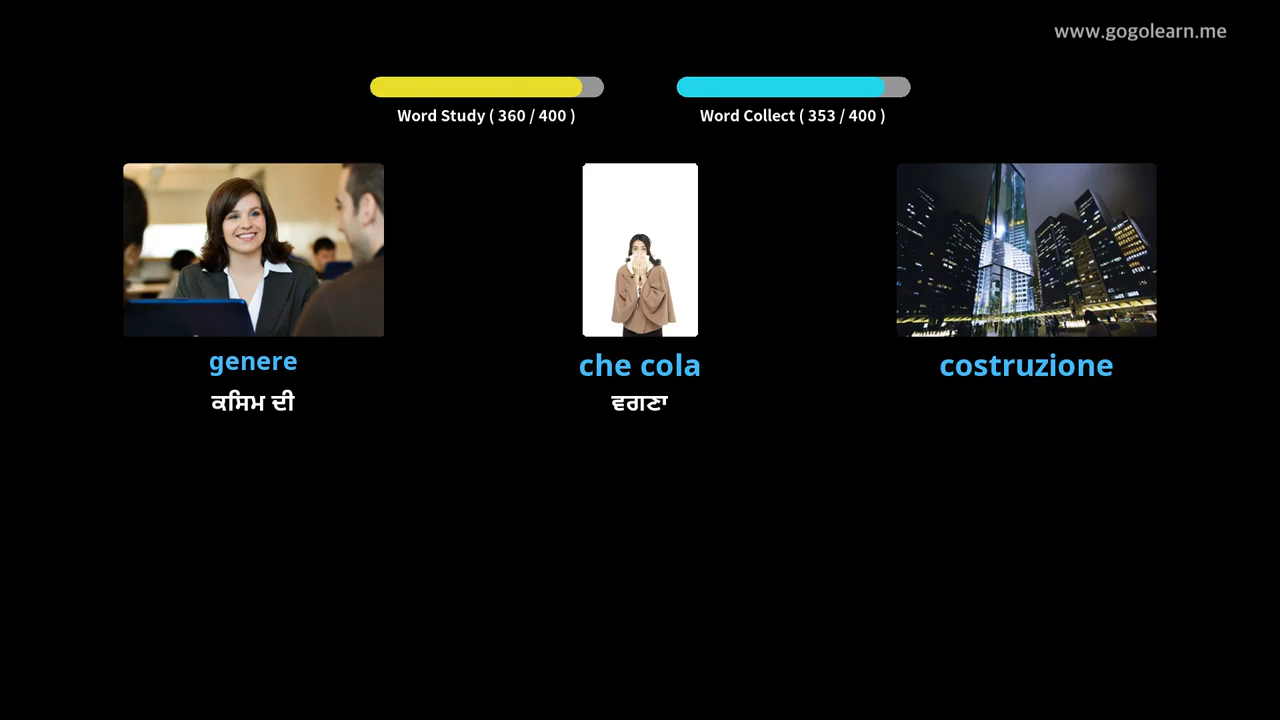 www.gogolearn.me
Word Study ( 360 / 400 )
Word Collect ( 353 / 400 )
genere
che cola
costruzione
ਕਸਿਮ ਦੀ
ਵਗਣਾ